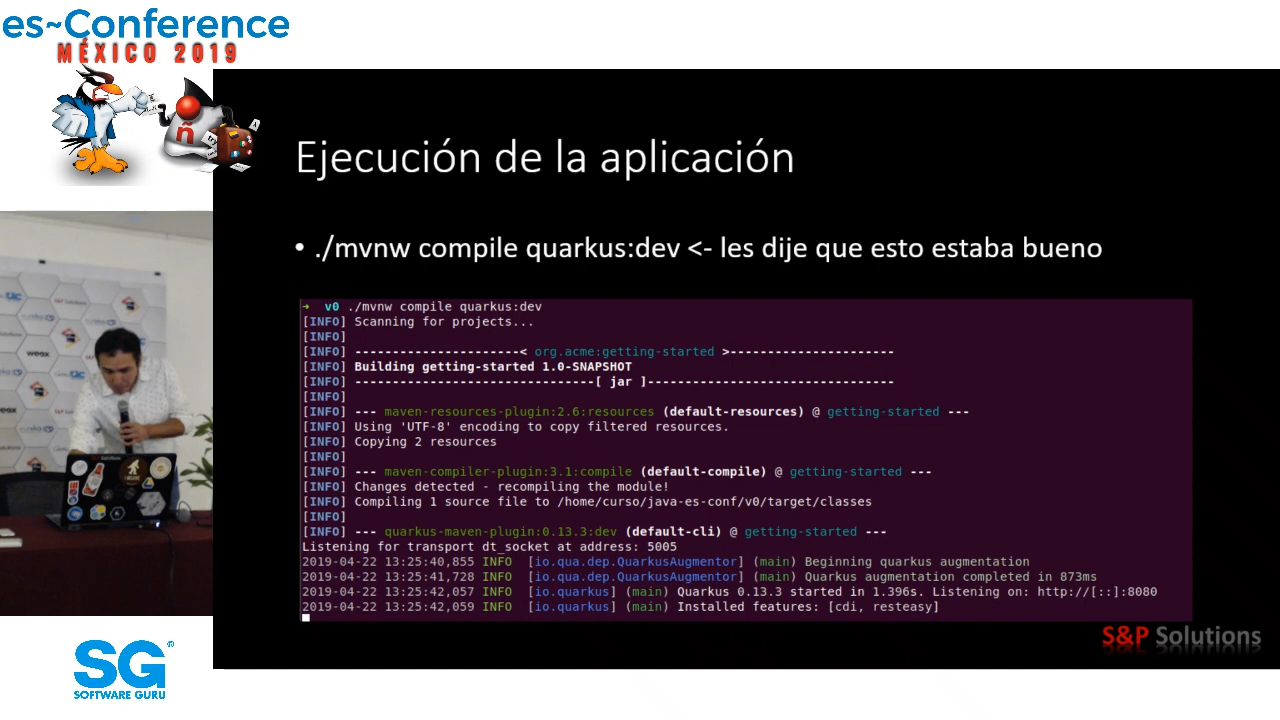 es~Conference
MÉXICO 2019
ñ
Ejecución de la aplicación
• ./mvnw compile quarkus:dev <- les dije que esto estaba bueno
➜ v0 ./mvnw compile quarkus:dev
[INFO] Scanning for projects...
[INFO]
[INFO] ----------------------< org.acme:getting-started >----------------------
[INFO] Building getting-started 1.0-SNAPSHOT
[INFO] --------------------------------[ jar ]---------------------------------
[INFO]
[INFO] --- maven-resources-plugin:2.6:resources (default-resources) @ getting-started ---
[INFO] Using 'UTF-8' encoding to copy filtered resources.
[INFO] Copying 2 resources
[INFO]
[INFO] --- maven-compiler-plugin:3.1:compile (default-compile) @ getting-started ---
[INFO] Changes detected - recompiling the module!
[INFO] Compiling 1 source file to /home/curso/java-es-conf/v0/target/classes
[INFO]
[INFO] --- quarkus-maven-plugin:0.13.3:dev (default-cli) @ getting-started ---
Listening for transport dt_socket at address: 5005
2019-04-22 13:25:40,855 INFO [io.qua.dep.QuarkusAugmentor] (main) Beginning quarkus augmentation
2019-04-22 13:25:41,728 INFO [io.qua.dep.QuarkusAugmentor] (main) Quarkus augmentation completed in 873ms
2019-04-22 13:25:42,057 INFO [io.quarkus] (main) Quarkus 0.13.3 started in 1.396s. Listening on: http://[::]:8080
2019-04-22 13:25:42,059 INFO [io.quarkus] (main) Installed features: [cdi, resteasy]
S&P Solutions
SG®
SOFTWARE GURU